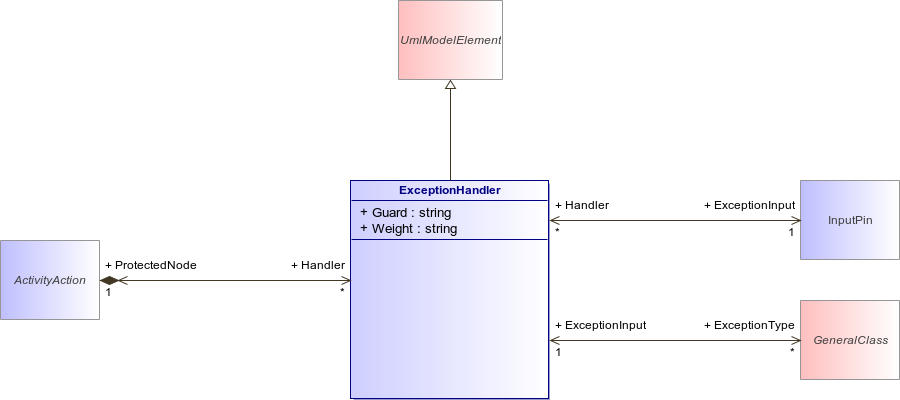 UmlModelElement
ExceptionHandler
+ Guard : string
+ Weight : string
+ Handler
+ ExceptionInput
*
1
InputPin
+ ProtectedNode
+ Handler
1
*
ActivityAction
+ ExceptionInput
+ ExceptionType
1
*
GeneralClass